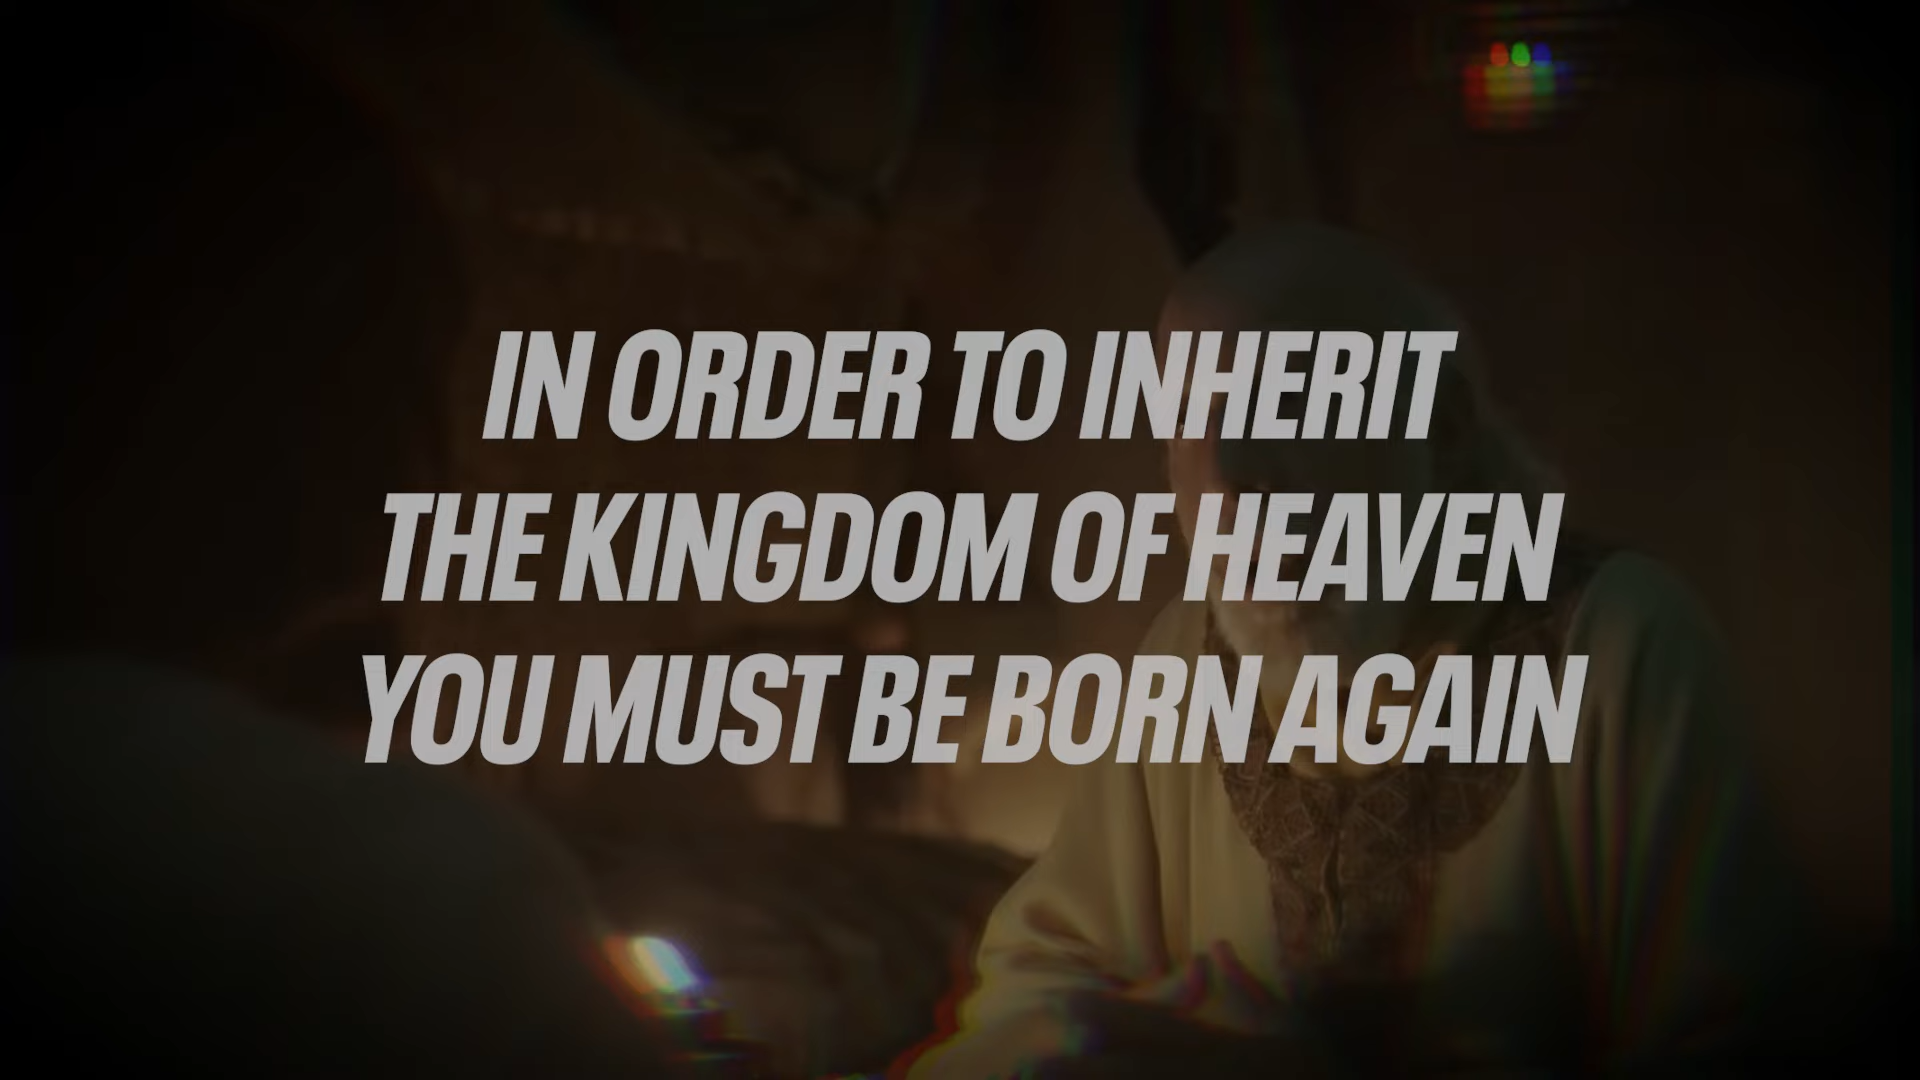 IN ORDER TO INHERIT
THE KINGDOM OF HEAVEN
YOU MUST BE BORN AGAIN